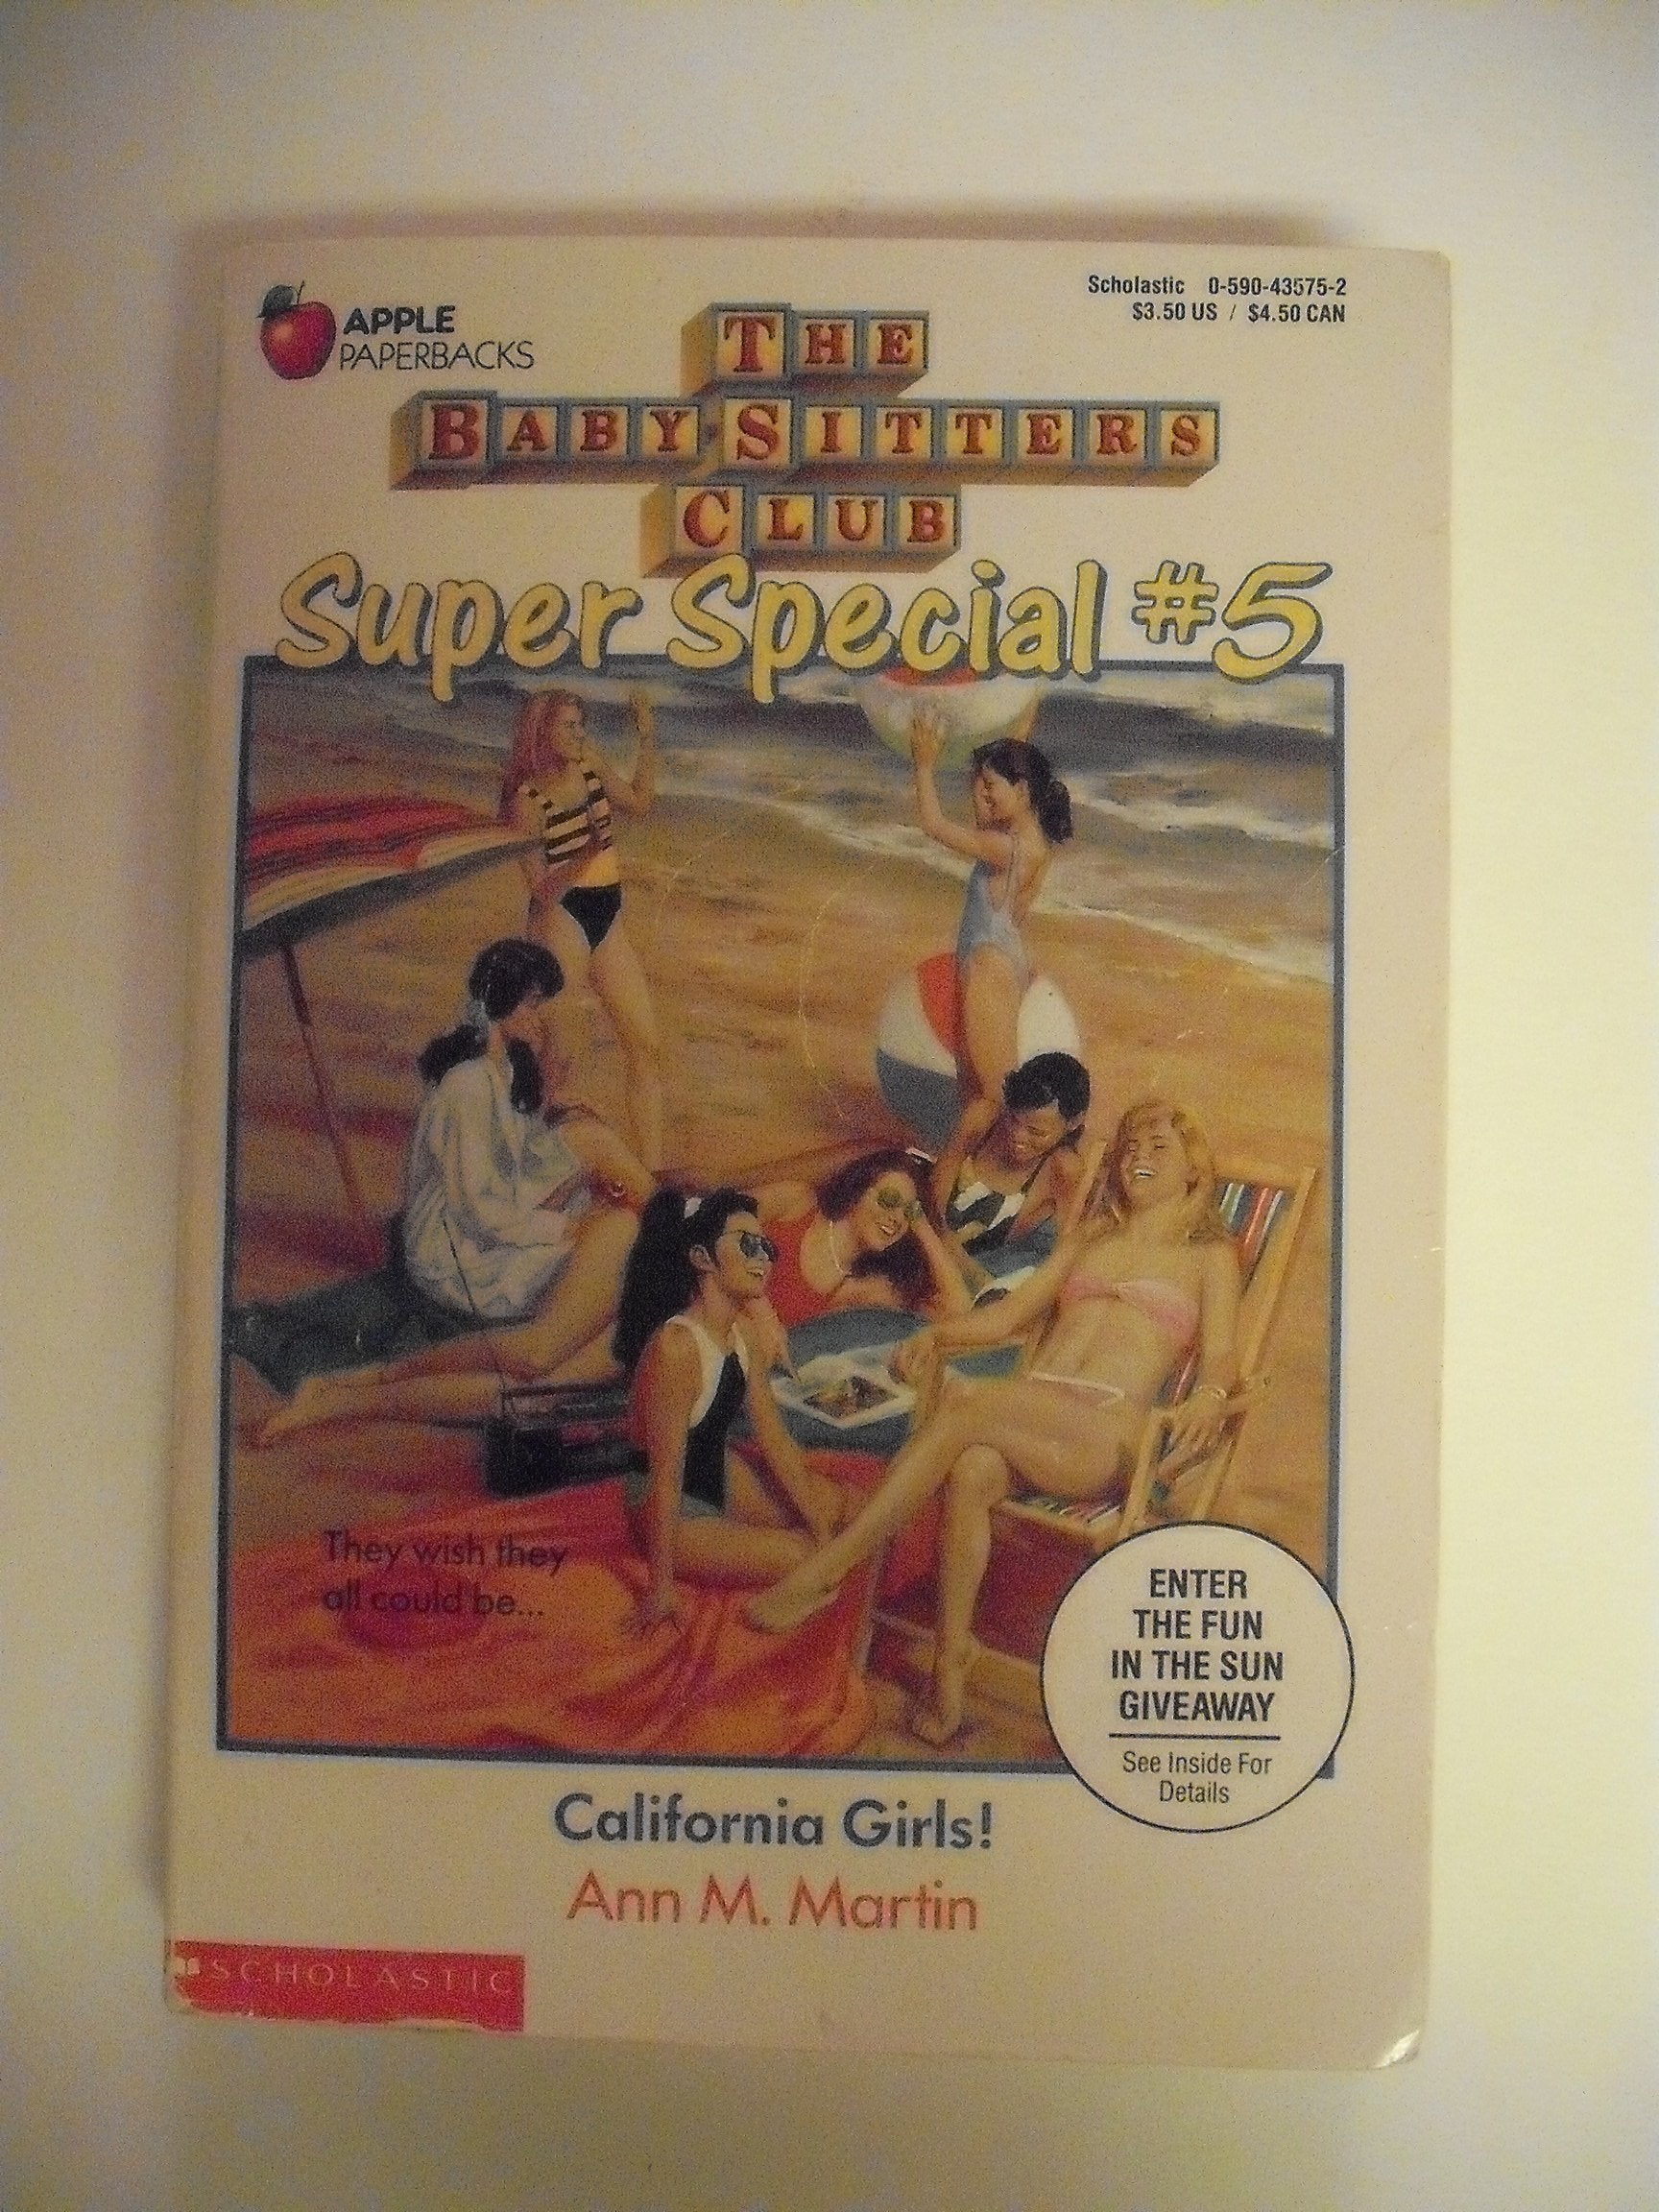 APPLE
PAPERBACKS
Scholastic 0-590-43575-2
$3.50 US / $4.50 CAN
THE
BABY-SITTERS
CLUB
Super Special #5
They wish they
all could be...
ENTER
THE FUN
IN THE SUN
GIVEAWAY
See Inside For
Details
California Girls!
Ann M. Martin
SCHOLASTIC